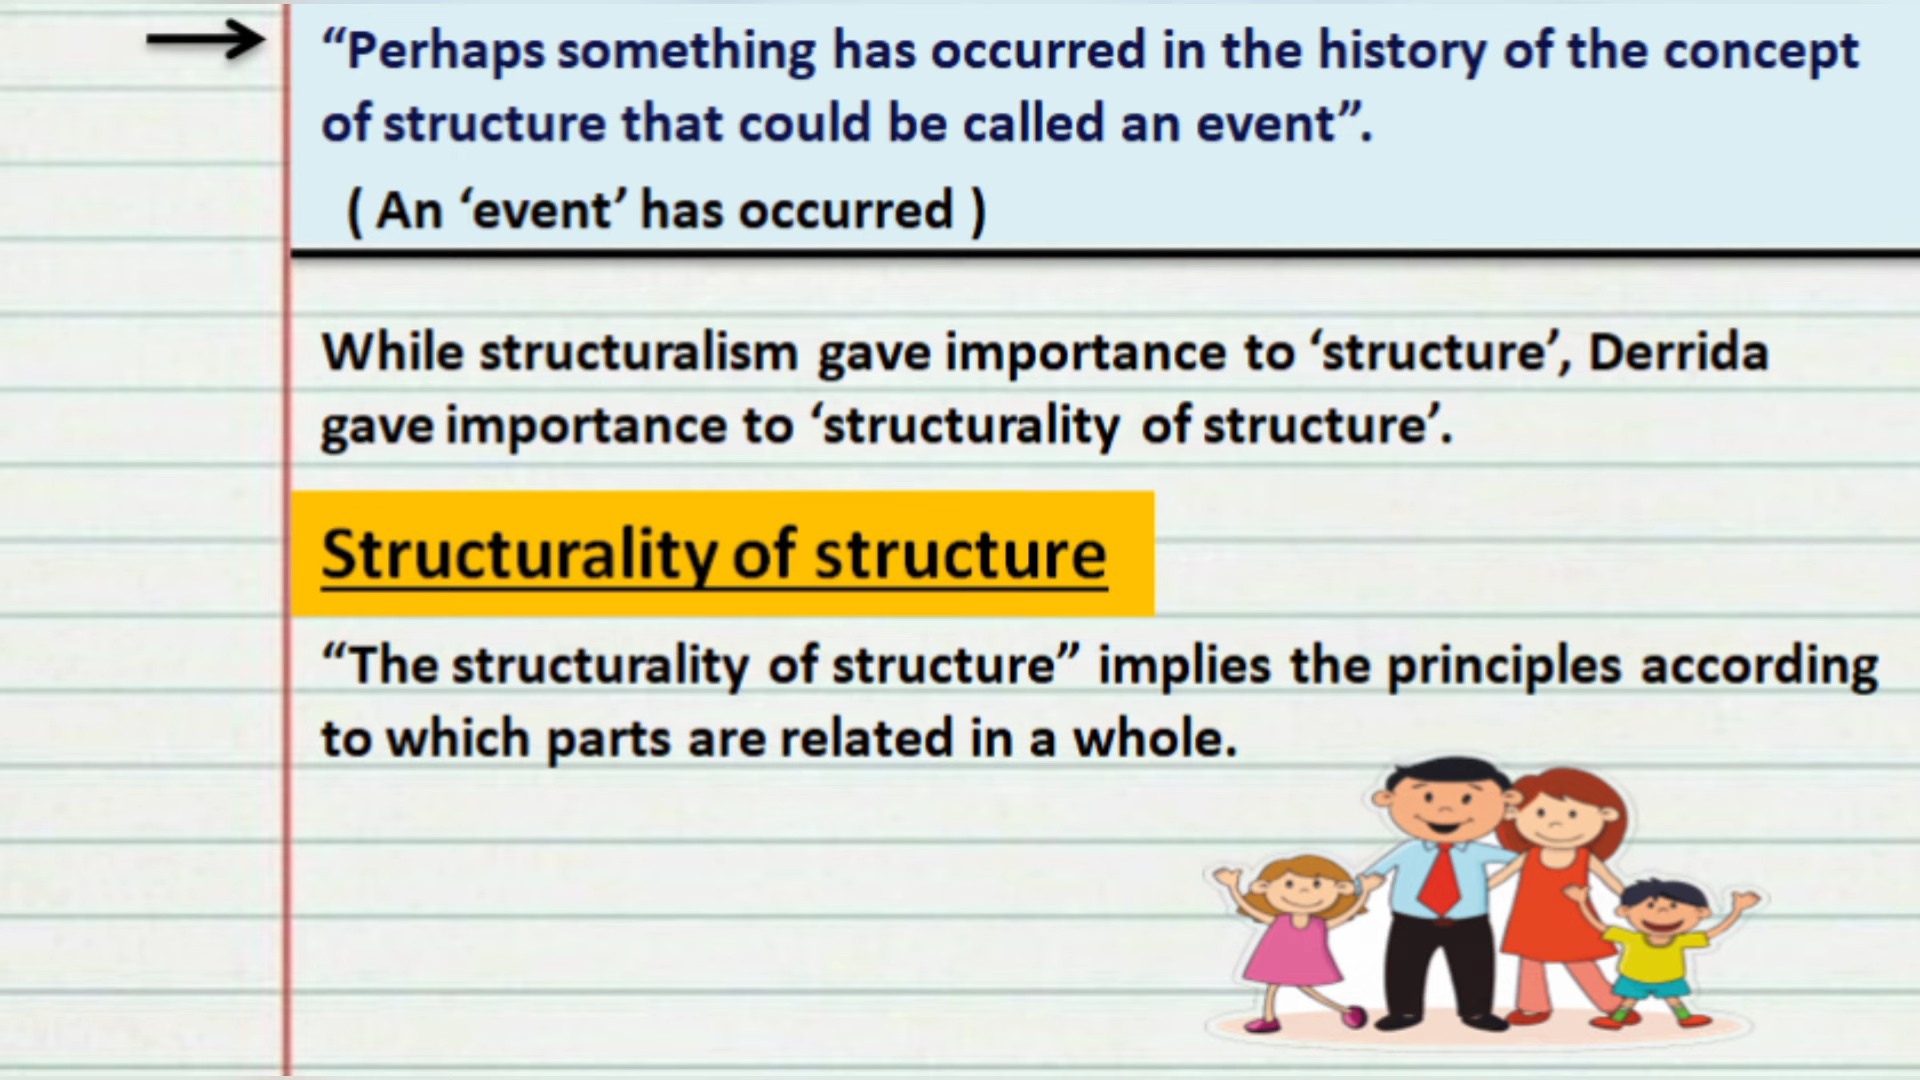 “Perhaps something has occurred in the history of the concept
of structure that could be called an event”.
( An ‘event’ has occurred )
While structuralism gave importance to ‘structure’, Derrida
gave importance to ‘structurality of structure’.
Structurality of structure
“The structurality of structure” implies the principles according
to which parts are related in a whole.